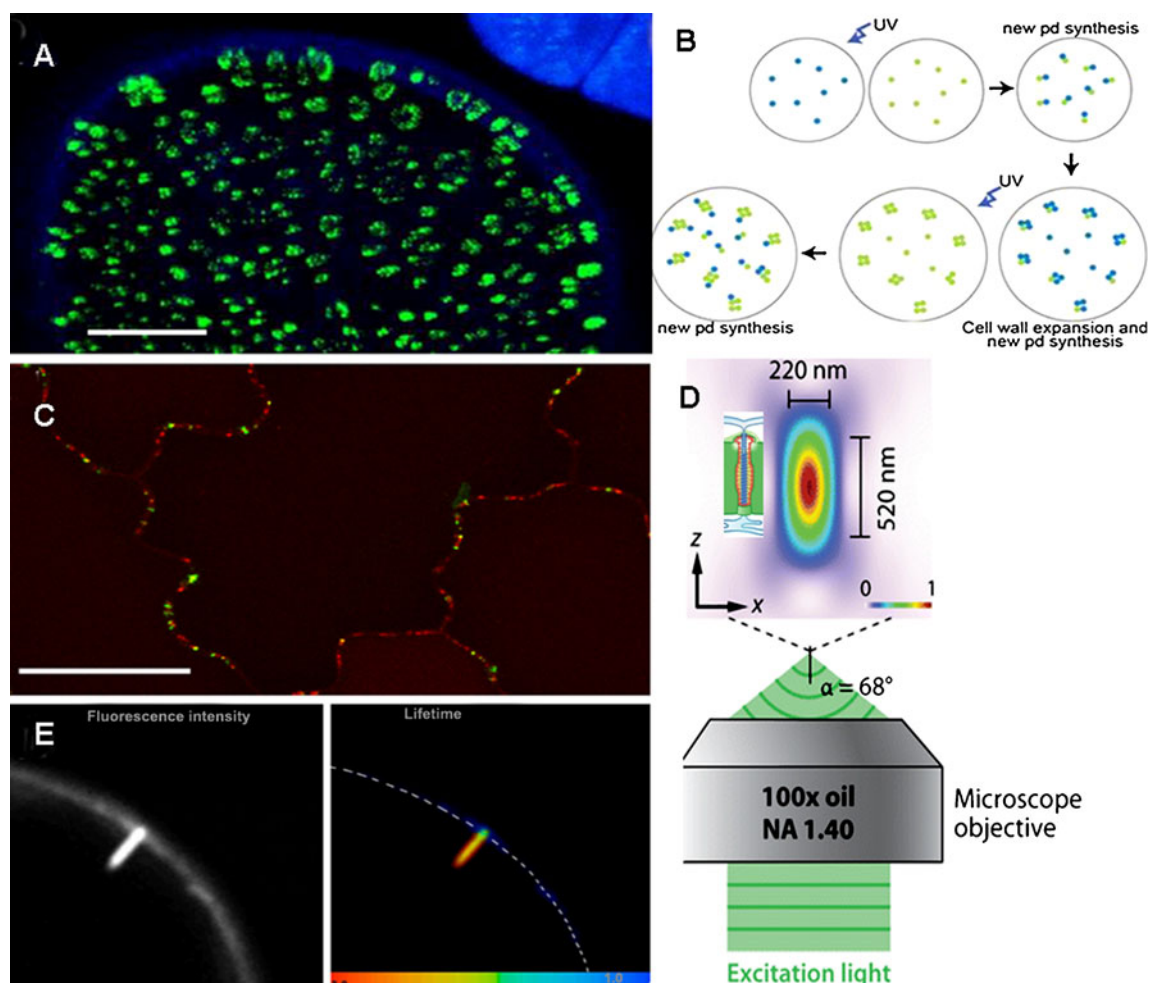 A
B
UV
new pd synthesis
UV
new pd synthesis
Cell wall expansion and
new pd synthesis
C
D
220 nm
520 nm
z
x
0 1
α = 68°
100x oil
NA 1.40
Microscope
objective
Excitation light
E
Fluorescence intensity
Lifetime
1.0